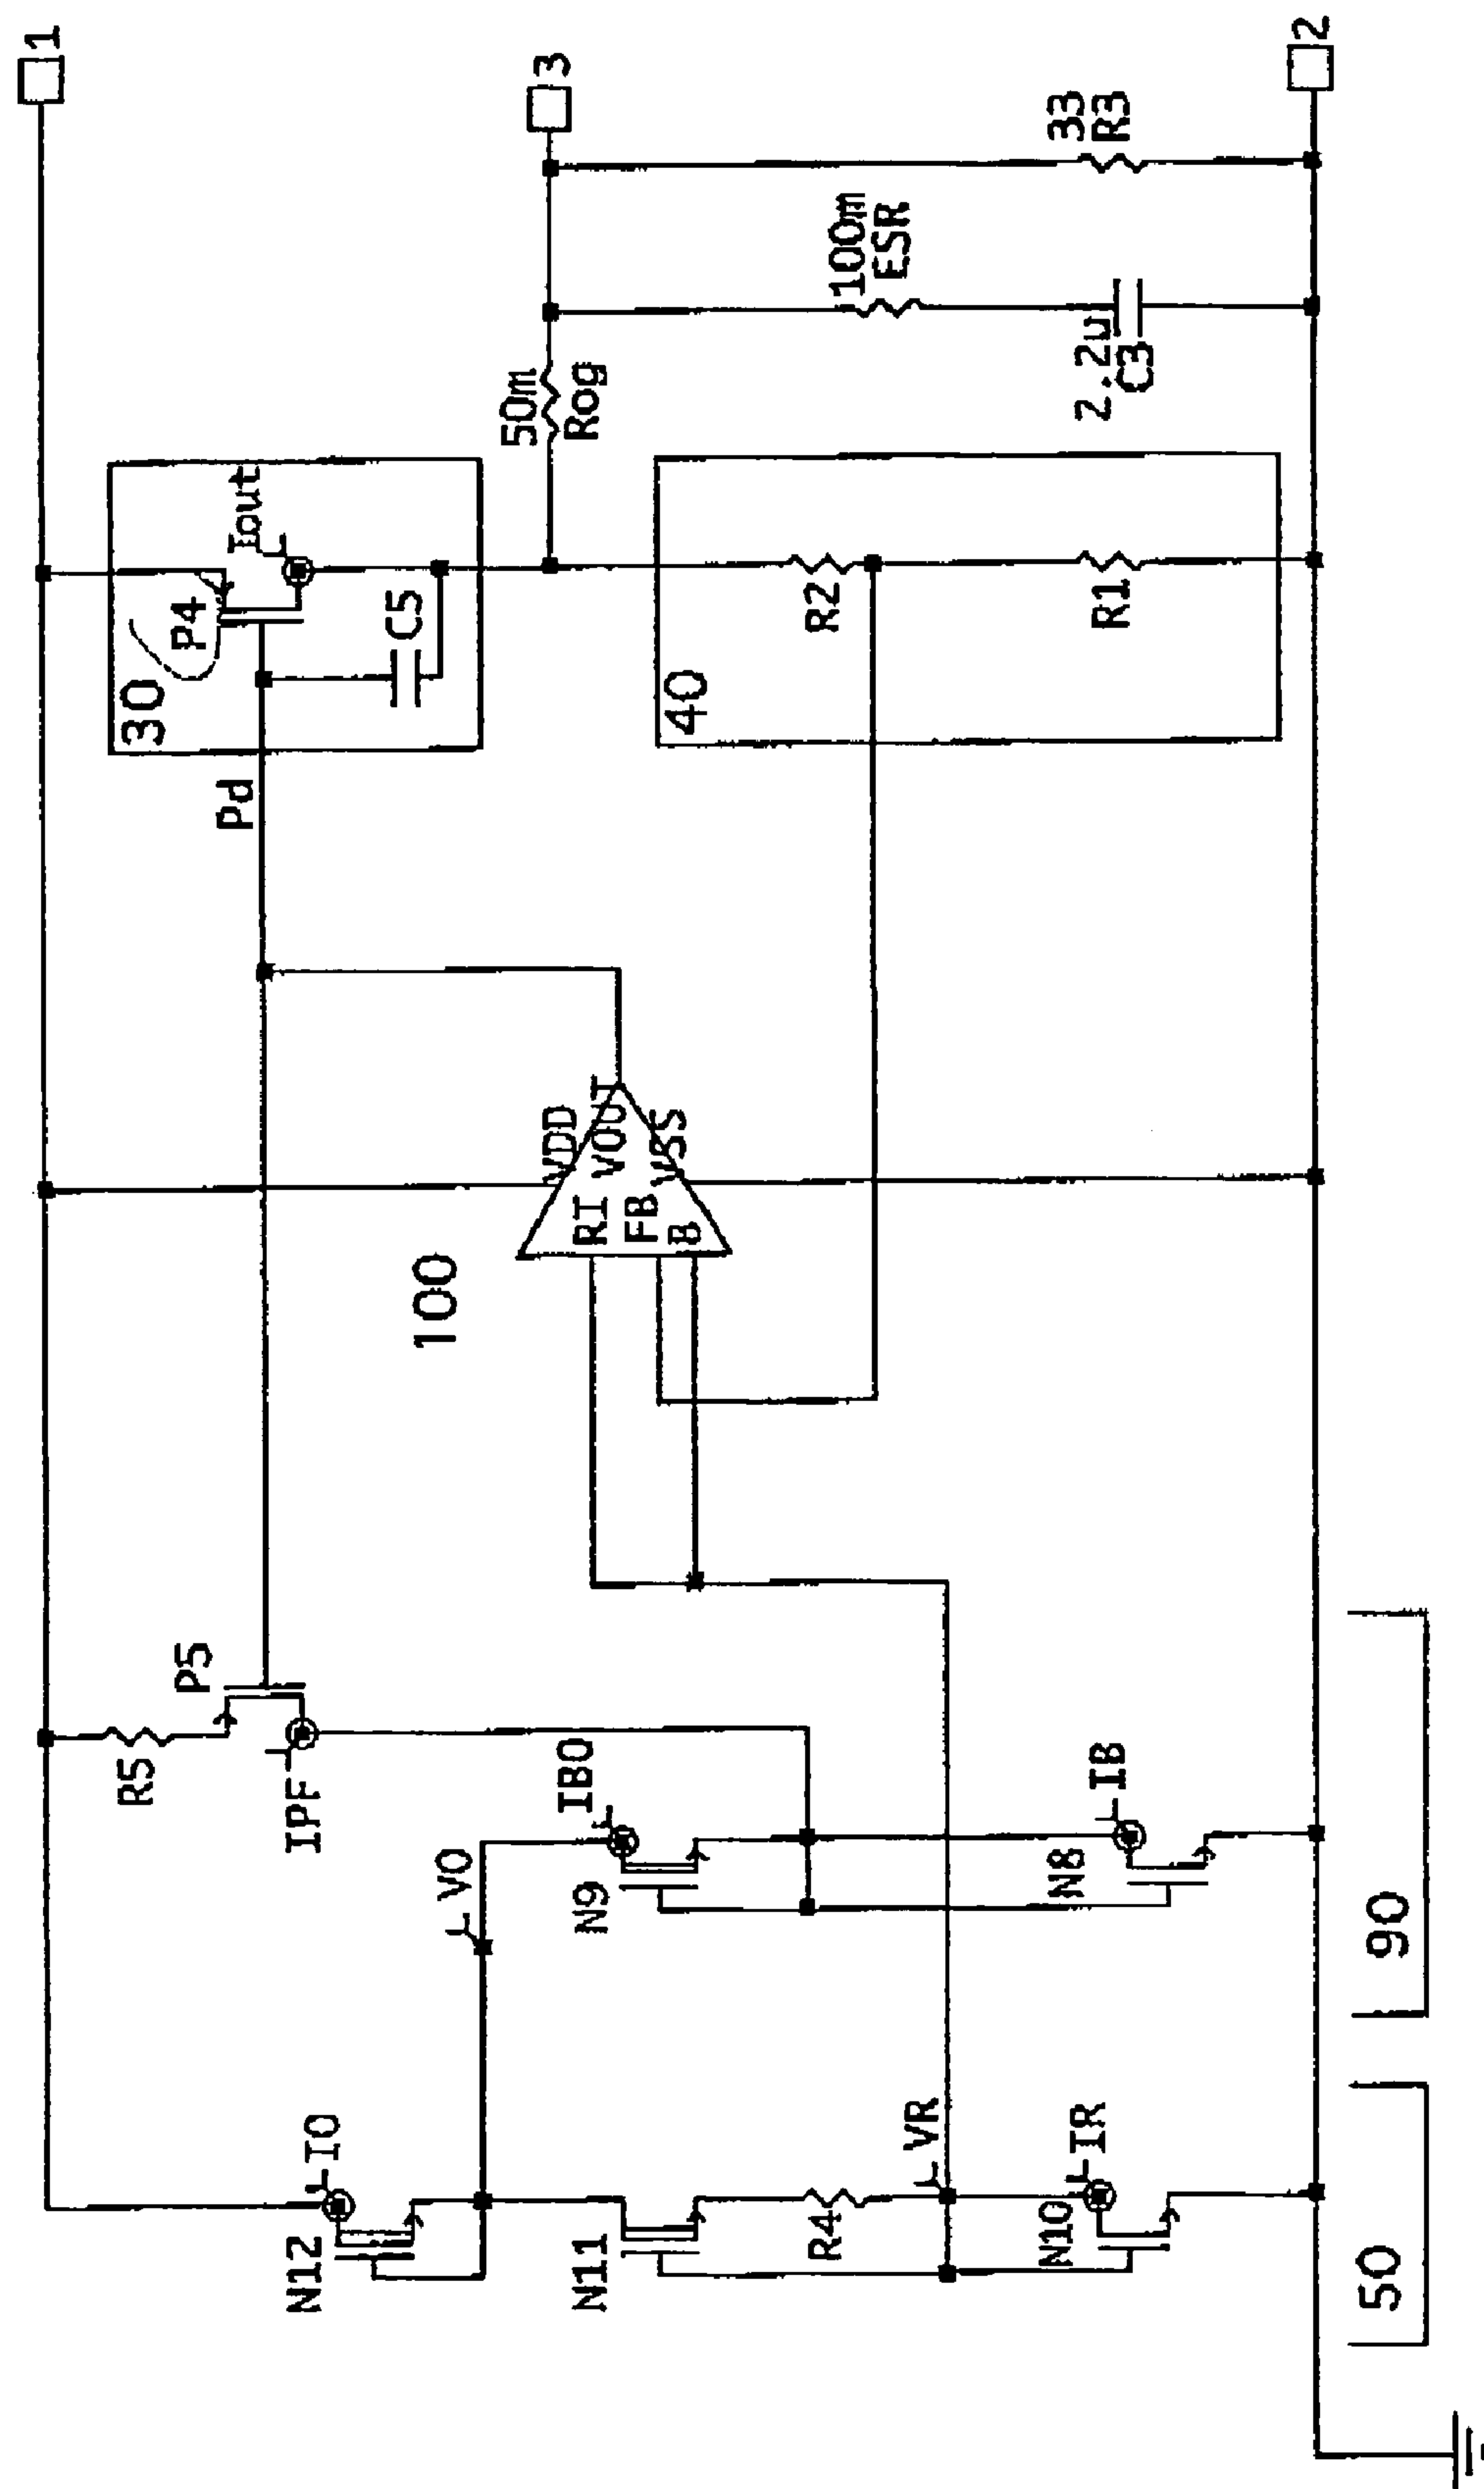 1
3
2
33
R3
100m
ESR
2.2u
C3
50m
Rog
30
P4
Iout
C5
40
R2
R1
Pd
100
VDD
RI VOUT
FB
B
VSS
R5
P5
IPF
VO
IBO
N9
N8
IB
90
N12
IO
N11
R4
VR
N10
IR
50